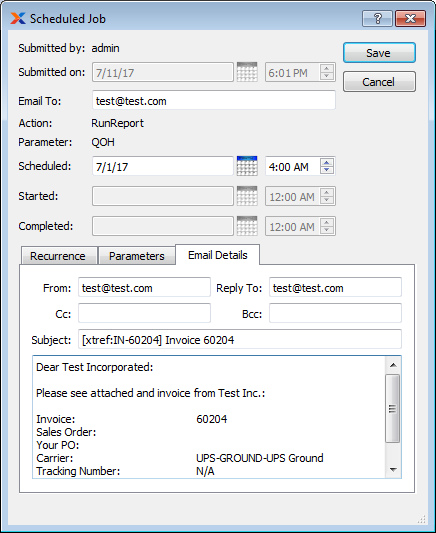 Scheduled Job
Submitted by: admin
Save
Submitted on: 7/11/17 6:01 PM
Cancel
Email To: test@test.com
Action: RunReport
Parameter: QOH
Scheduled: 7/1/17 4:00 AM
Started: 12:00 AM
Completed: 12:00 AM
Recurrence Parameters Email Details
From: test@test.com Reply To: test@test.com
Cc: Bcc:
Subject: [xtref:IN-60204] Invoice 60204
Dear Test Incorporated:
Please see attached and invoice from Test Inc.:
Invoice: 60204
Sales Order:
Your PO:
Carrier: UPS-GROUND-UPS Ground
Tracking Number: N/A